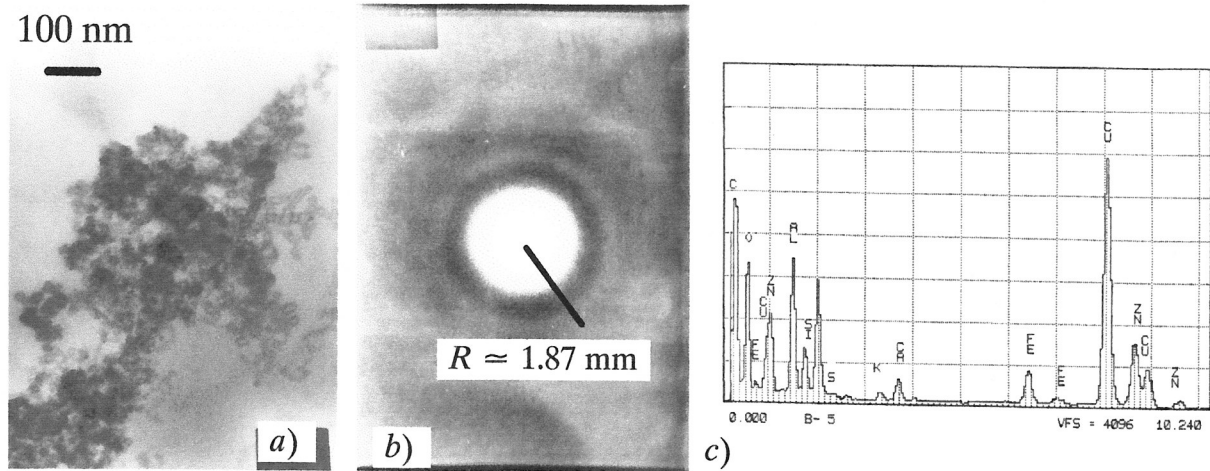 100 nm
a)
R ≃ 1.87 mm
b)
C
O
FE
CU
ZN
AL
SI
S
K
CA
FE
FE
CU
ZN
CU
ZN
0.000
B- 5
VFS = 4096
10.240
c)